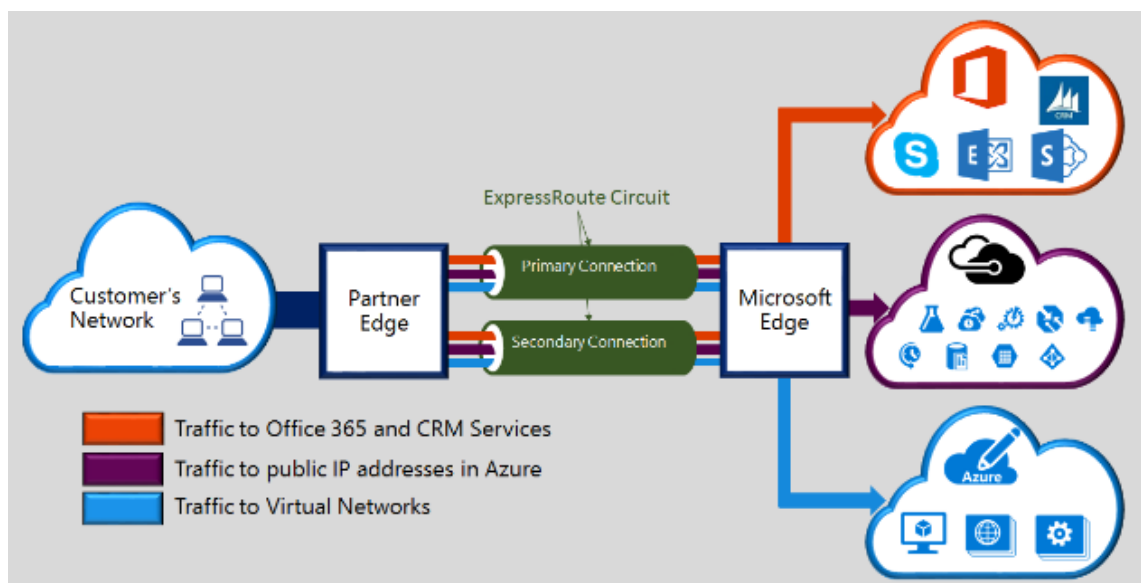 CRM
S
E
S
ExpressRoute Circuit
Customer's
Network
Partner
Edge
Primary Connection
Secondary Connection
Microsoft
Edge
Traffic to Office 365 and CRM Services
Traffic to public IP addresses in Azure
Traffic to Virtual Networks
Azure